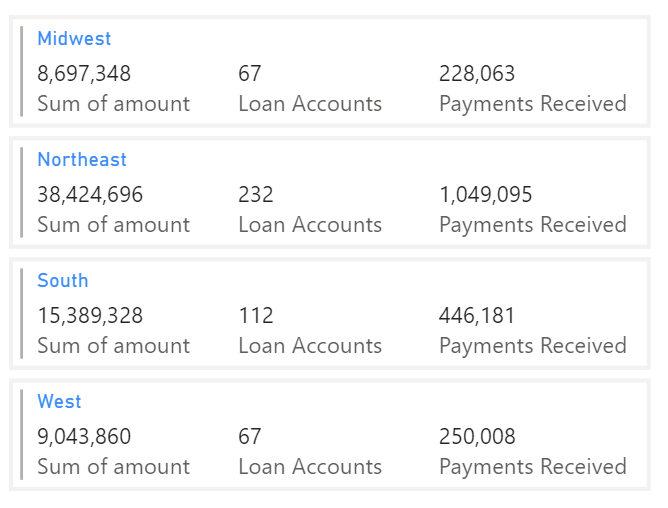 Midwest
8,697,348 67 228,063
Sum of amount Loan Accounts Payments Received
Northeast
38,424,696 232 1,049,095
Sum of amount Loan Accounts Payments Received
South
15,389,328 112 446,181
Sum of amount Loan Accounts Payments Received
West
9,043,860 67 250,008
Sum of amount Loan Accounts Payments Received